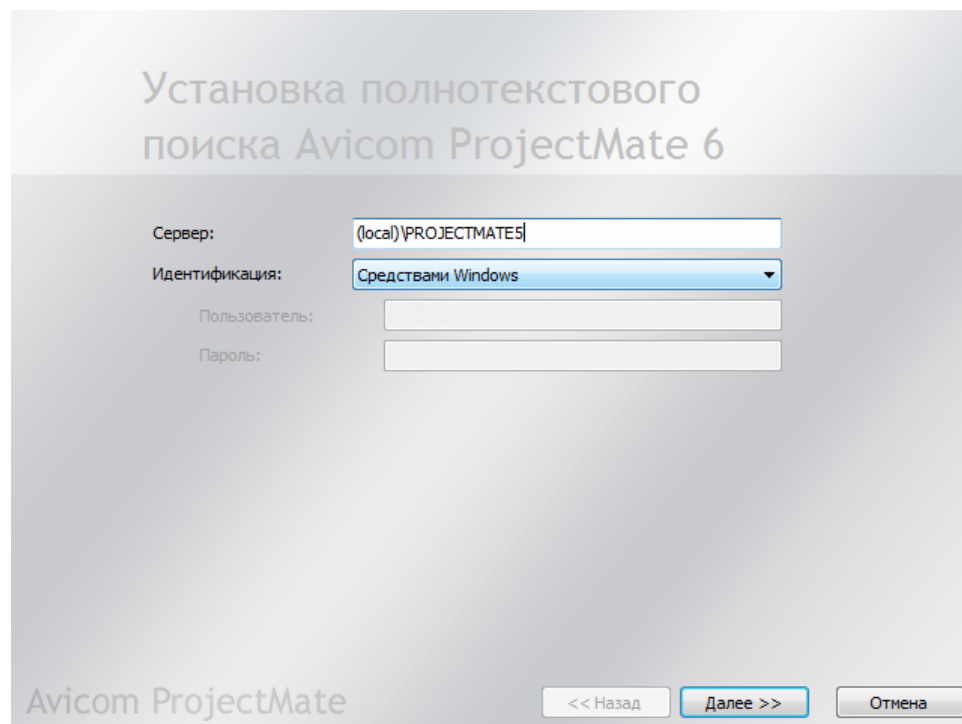 Установка полнотекстового
поиска Avicom ProjectMate 6
Сервер: (local)\PROJECTMATE5
Идентификация: Средствами Windows
Пользователь:
Пароль:
Avicom ProjectMate << Назад Далее >> Отмена